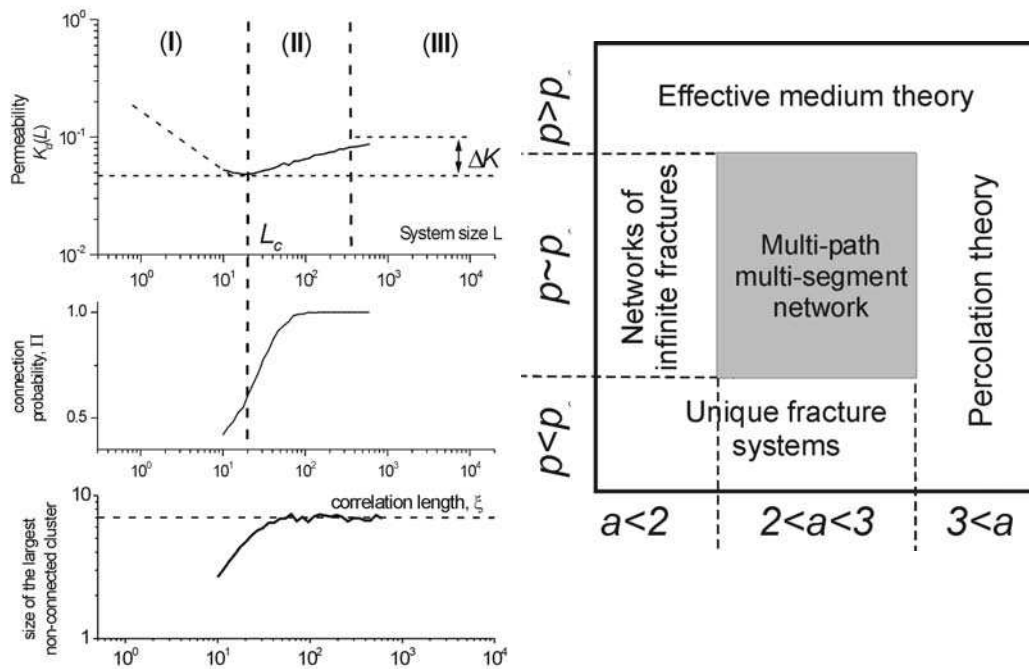 (I) (II) (III)
10⁰
10⁻¹
10⁻²
Permeability
K_d(L)
ΔK
L_c
System size L
10⁰ 10¹ 10² 10³ 10⁴
1.0
0.5
connection
probability, Π
10⁰ 10¹ 10² 10³ 10⁴
10
1
correlation length, ξ
size of the largest
non-connected cluster
10⁰ 10¹ 10² 10³ 10⁴
p>p
p~p
p<p
Effective medium theory
Networks of
infinite fractures
Multi-path
multi-segment
network
Percolation theory
Unique fracture
systems
a<2 2<a<3 3<a